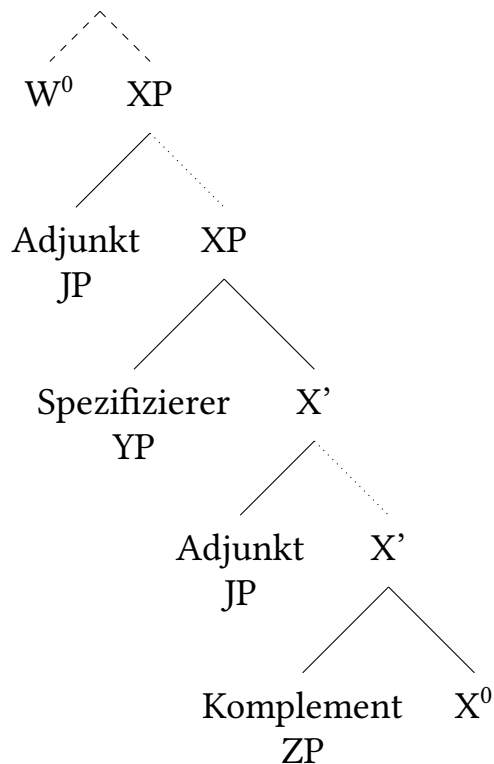 W⁰ XP
Adjunkt XP
JP
Spezifizierer X’
YP
Adjunkt X’
JP
Komplement X⁰
ZP